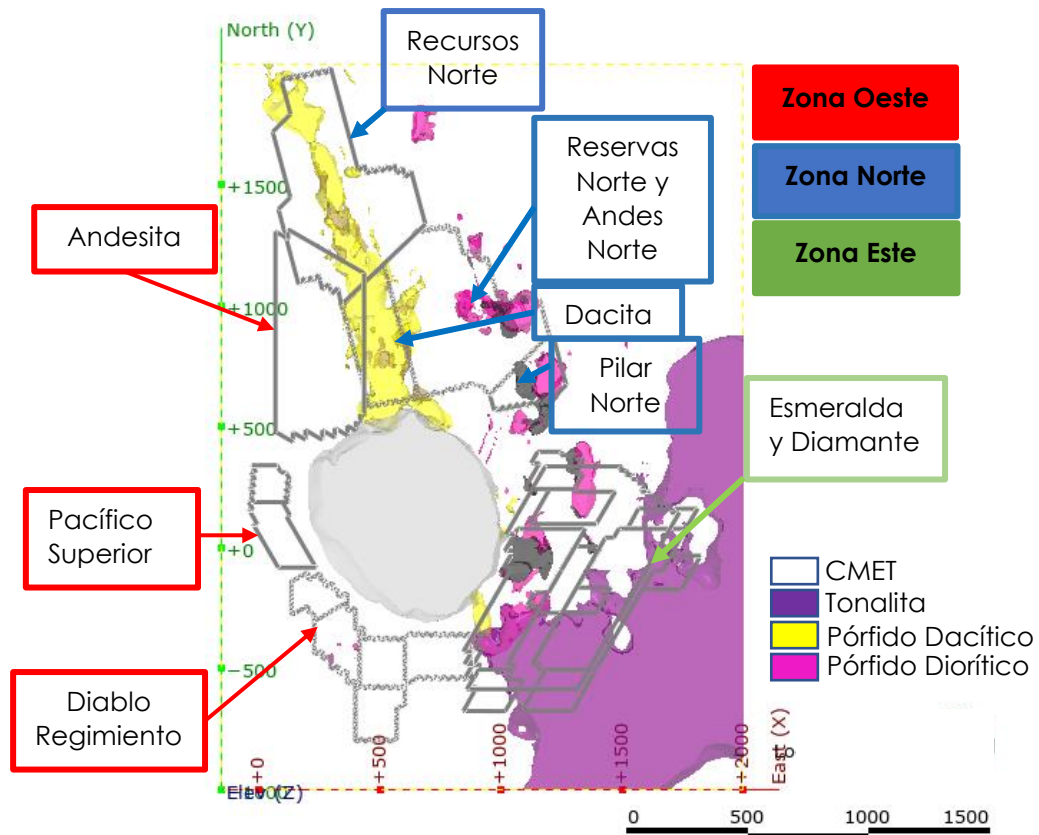 North (Y)
Recursos
Norte
Zona Oeste
Reservas
Norte y
Andes
Norte
Zona Norte
+1500
Andesita
Zona Este
+1000
Dacita
Pilar
Norte
Esmeralda
y Diamante
+500
Pacífico
Superior
+0
CMET
Tonalita
Pórfido Dacítico
Pórfido Diorítico
-500
Diablo
Regimiento
+0
+500
+1000
+1500
+2000
East (X)
Elev (Z)
0 500 1000 1500